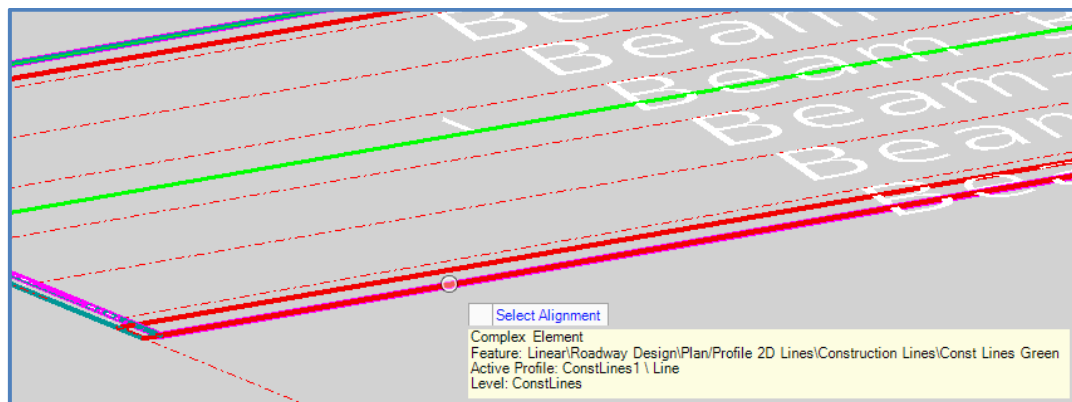 Beam
Beam
Beam
Beam
Select Alignment
Complex Element
Feature: Linear\Roadway Design\Plan/Profile 2D Lines\Construction Lines\Const Lines Green
Active Profile: ConstLines1 \ Line
Level: ConstLines